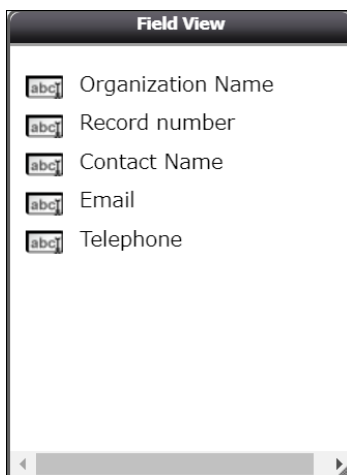 Field View
abc Organization Name
abc Record number
abc Contact Name
abc Email
abc Telephone